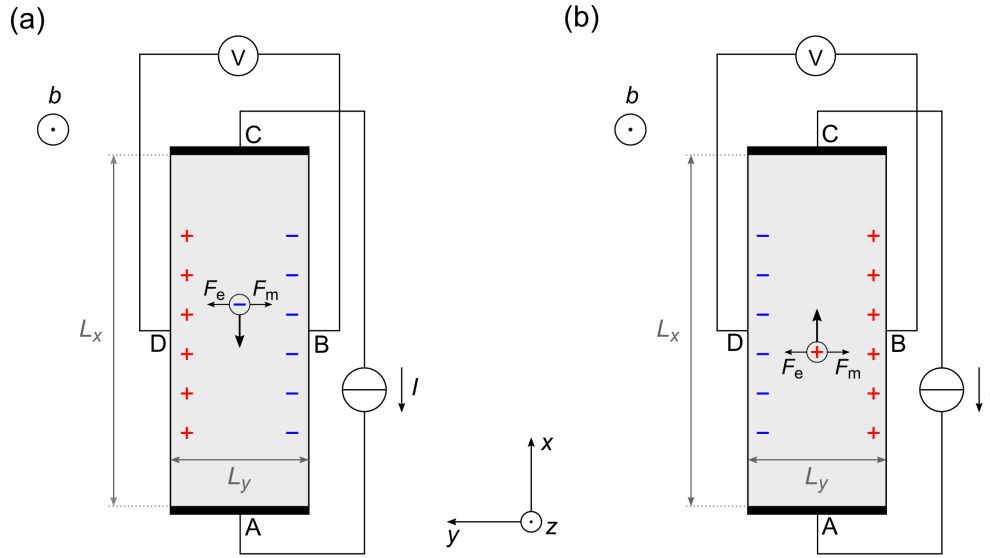 (a)
V
b
C
+ −
+ −
Fe − Fm
+ −
Lx
D
B
+ −
+ −
I
+ −
Ly
A
x
y
z
(b)
V
b
C
− +
− +
− +
Lx
D
B
Fe + Fm
− +
− +
− +
Ly
A